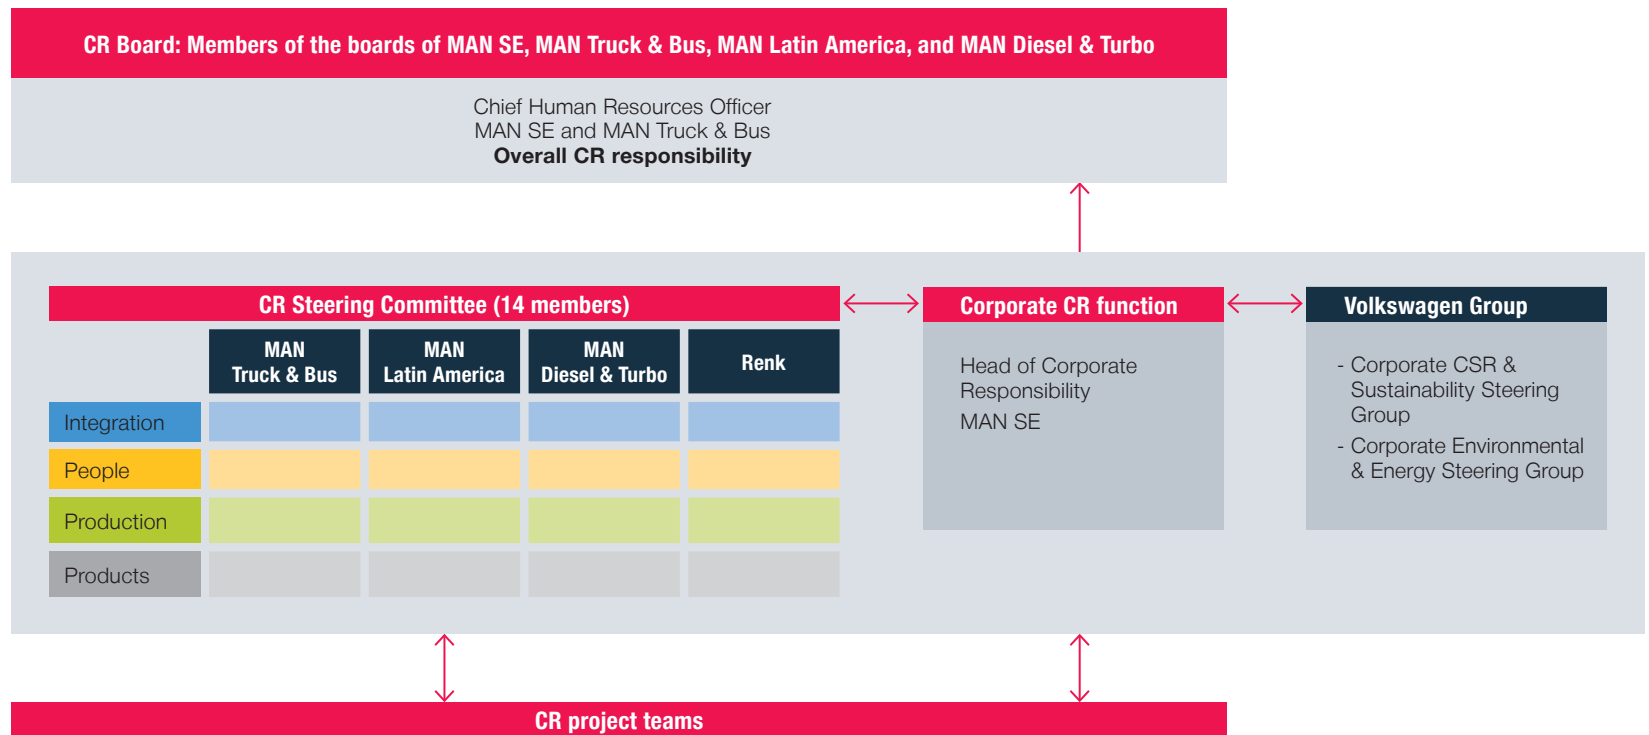 CR Board: Members of the boards of MAN SE, MAN Truck & Bus, MAN Latin America, and MAN Diesel & Turbo
Chief Human Resources Officer
MAN SE and MAN Truck & Bus
Overall CR responsibility
CR Steering Committee (14 members)
MAN
Truck & Bus
MAN
Latin America
MAN
Diesel & Turbo
Renk
Integration
People
Production
Products
Corporate CR function
Head of Corporate
Responsibility
MAN SE
Volkswagen Group
- Corporate CSR &
Sustainability Steering
Group
- Corporate Environmental
& Energy Steering Group
CR project teams